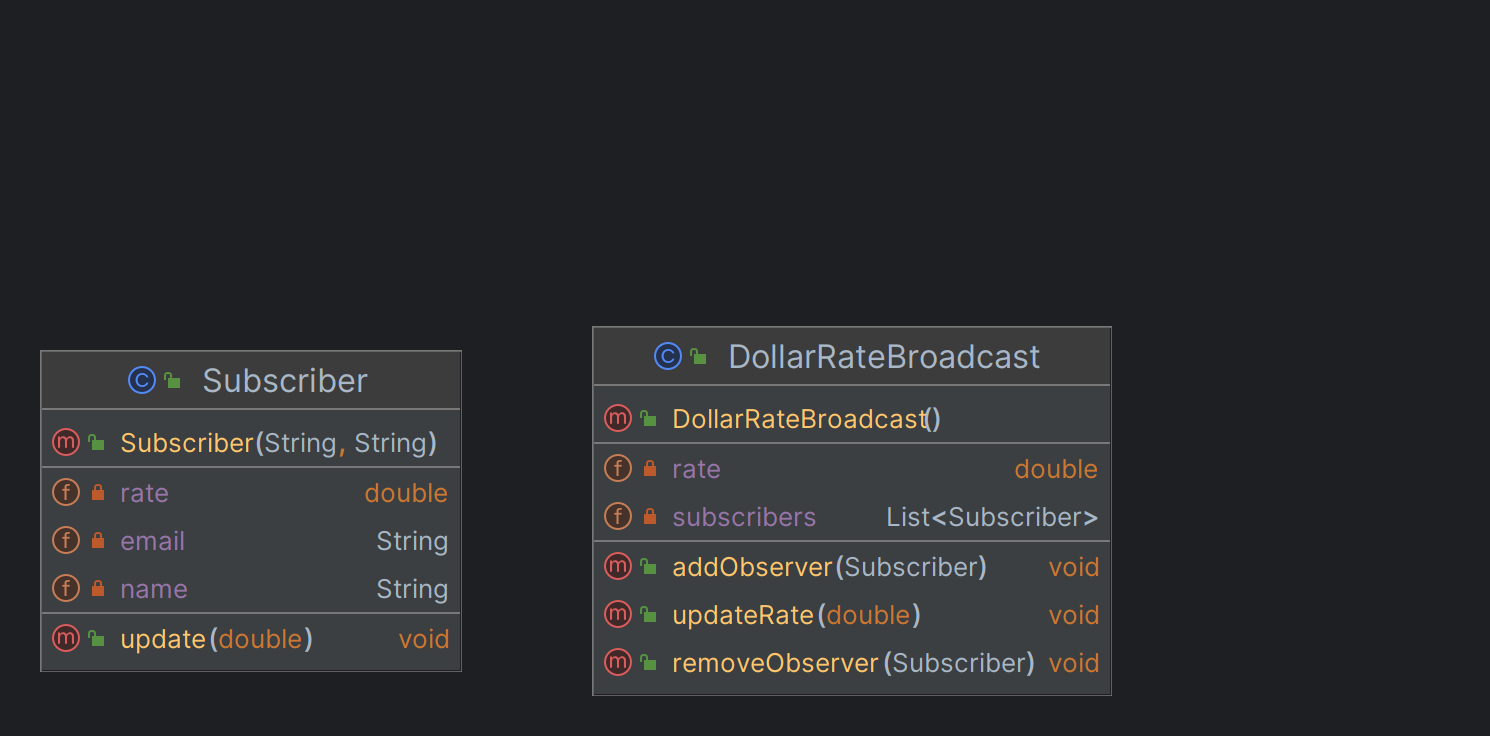 Subscriber
Subscriber(String, String)
rate double
email String
name String
update(double) void
DollarRateBroadcast
DollarRateBroadcast()
rate double
subscribers List<Subscriber>
addObserver(Subscriber) void
updateRate(double) void
removeObserver(Subscriber) void